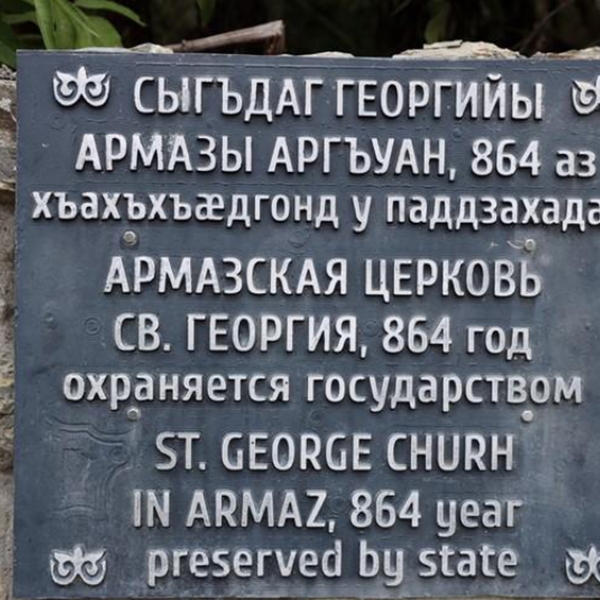 СЫГЪДАГ ГЕОРГИЙЫ
АРМАЗЫ АРГЪУАН, 864 аз
хъахъхъӕдгонд у паддзахада
АРМАЗСКАЯ ЦЕРКОВЬ
СВ. ГЕОРГИЯ, 864 год
охраняется государством
ST. GEORGE CHURH
IN ARMAZ, 864 year
preserved by state